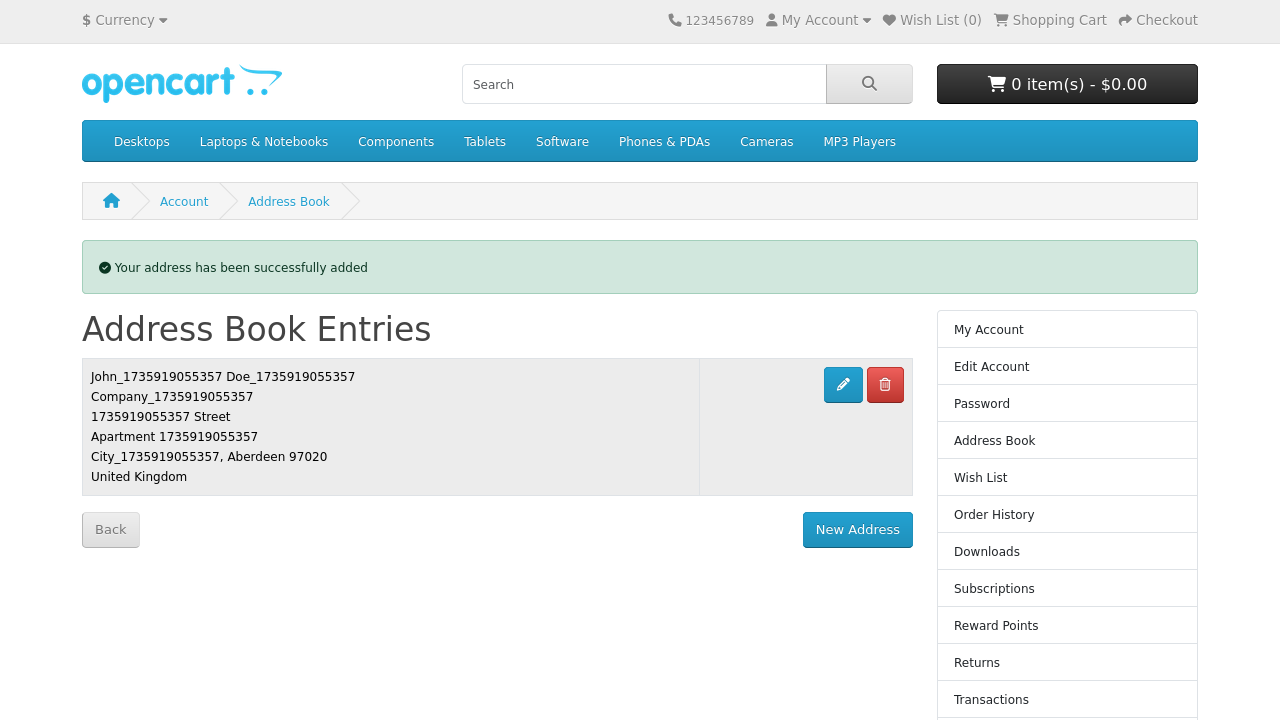 $ Currency
123456789 My Account Wish List (0) Shopping Cart Checkout
opencart
Search
0 item(s) - $0.00
Desktops Laptops & Notebooks Components Tablets Software Phones & PDAs Cameras MP3 Players
Account Address Book
Your address has been successfully added
Address Book Entries
John_1735919055357 Doe_1735919055357
Company_1735919055357
1735919055357 Street
Apartment 1735919055357
City_1735919055357, Aberdeen 97020
United Kingdom
Back
New Address
My Account
Edit Account
Password
Address Book
Wish List
Order History
Downloads
Subscriptions
Reward Points
Returns
Transactions